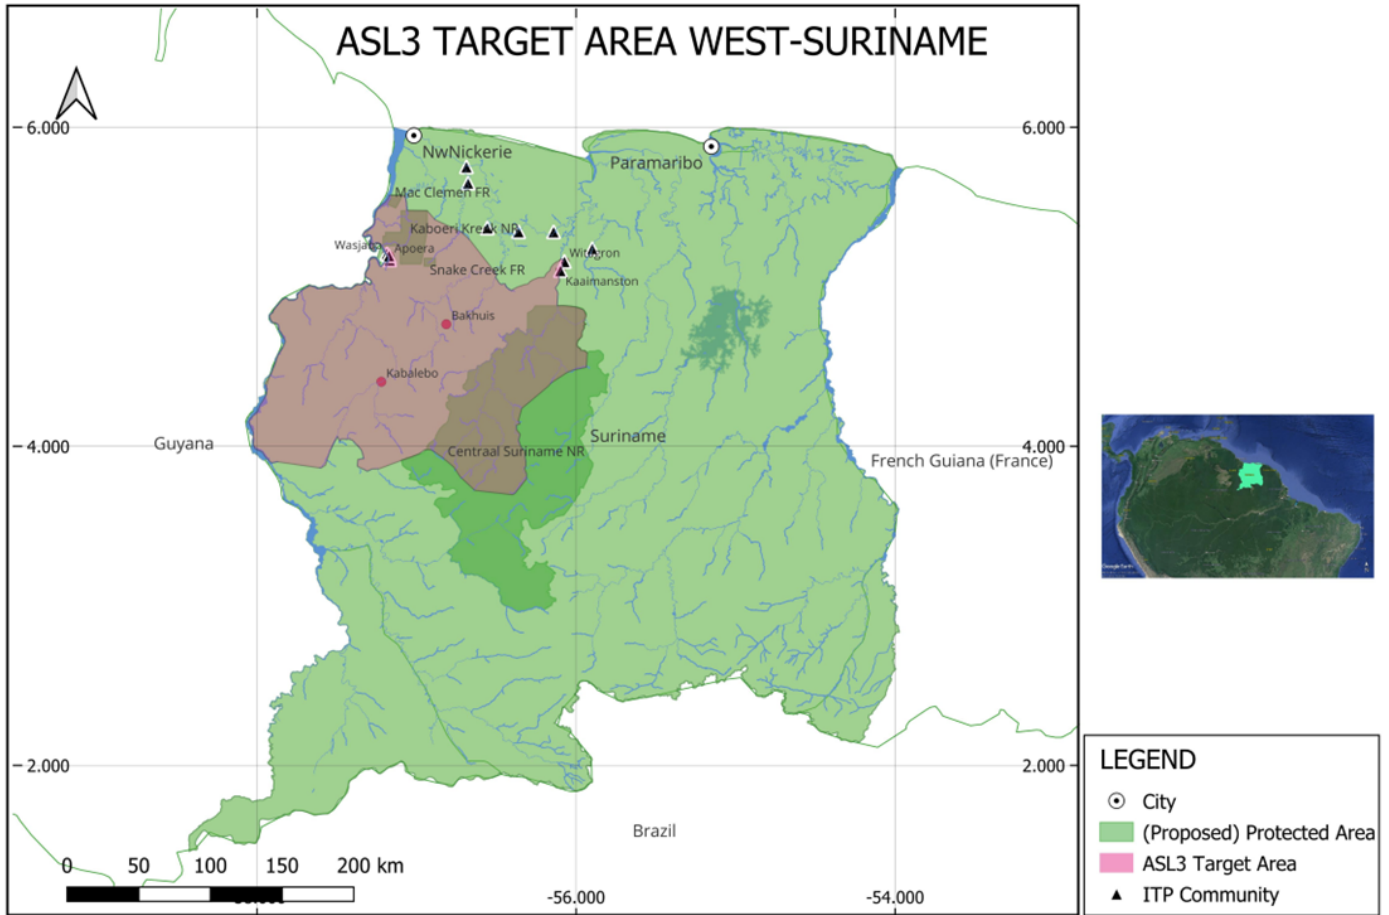 ASL3 TARGET AREA WEST-SURINAME
6.000
6.000
NwNickerie
Paramaribo
Mac Clemen FR
Kaboeri Kreek NR
Wasjabo
Apoera
Witagron
Snake Creek FR
Kaaimanston
Bakhuis
Kabalebo
Guyana
4.000
Suriname
4.000
Centraal Suriname NR
French Guiana (France)
Google Earth
2.000
2.000
Brazil
0 50 100 150 200 km
-56.000
-54.000
LEGEND
City
(Proposed) Protected Area
ASL3 Target Area
ITP Community